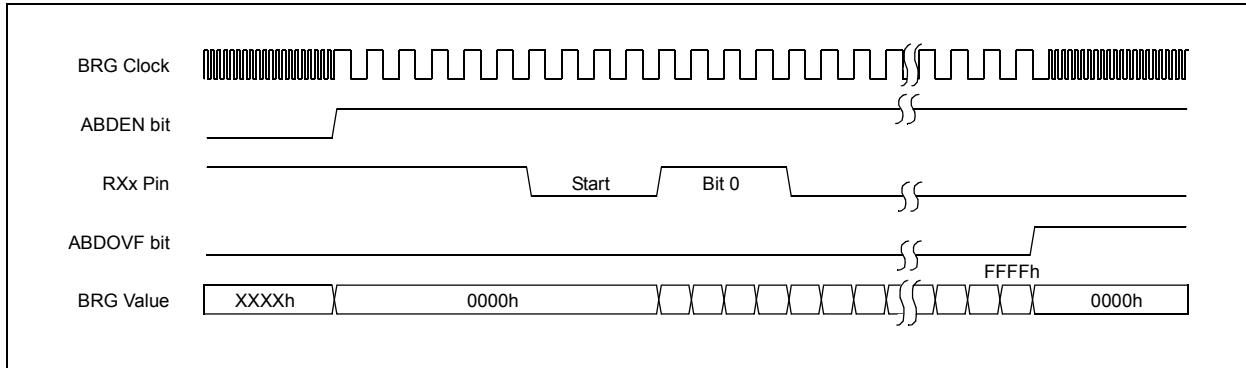 BRG Clock
ABDEN bit
RXx Pin
Start
Bit 0
ABDOVF bit
FFFFh
BRG Value
XXXXh
0000h
0000h